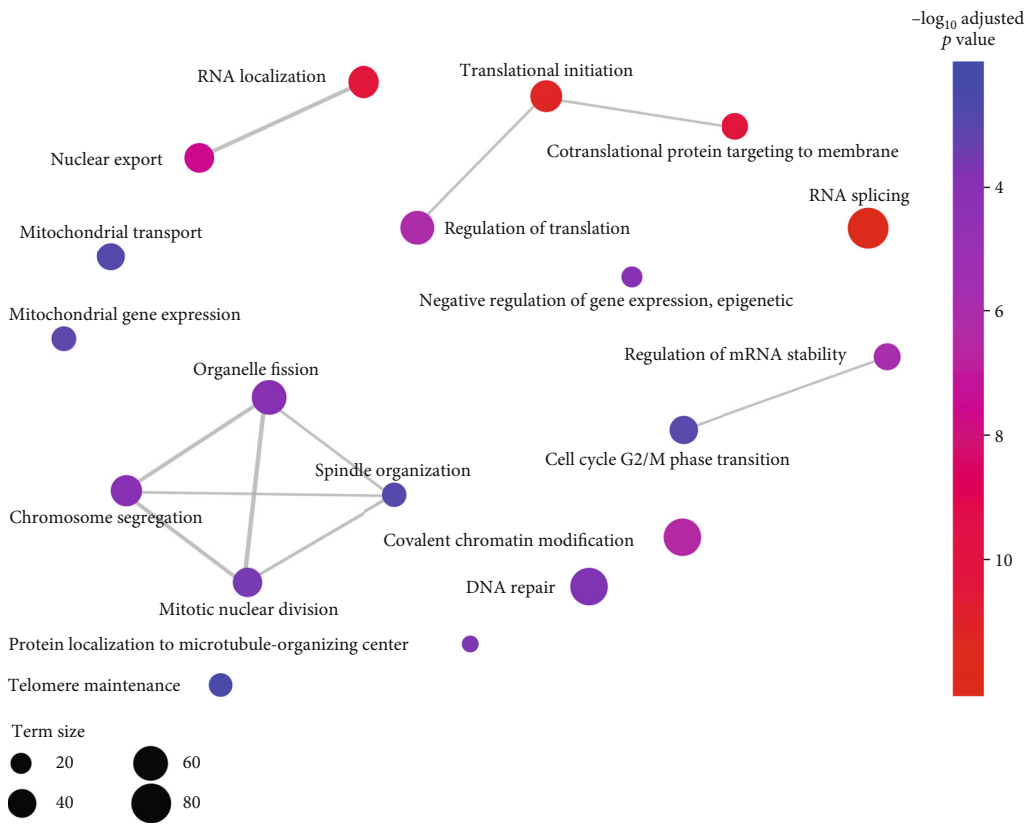 –log10 adjusted
p value
Translational initiation
RNA localization
Cotranslational protein targeting to membrane
Nuclear export
4
RNA splicing
Regulation of translation
Mitochondrial transport
Negative regulation of gene expression, epigenetic
6
Mitochondrial gene expression
Regulation of mRNA stability
Organelle fission
8
Cell cycle G2/M phase transition
Spindle organization
Chromosome segregation
Covalent chromatin modification
10
DNA repair
Mitotic nuclear division
Protein localization to microtubule-organizing center
Telomere maintenance
Term size
20
60
40
80